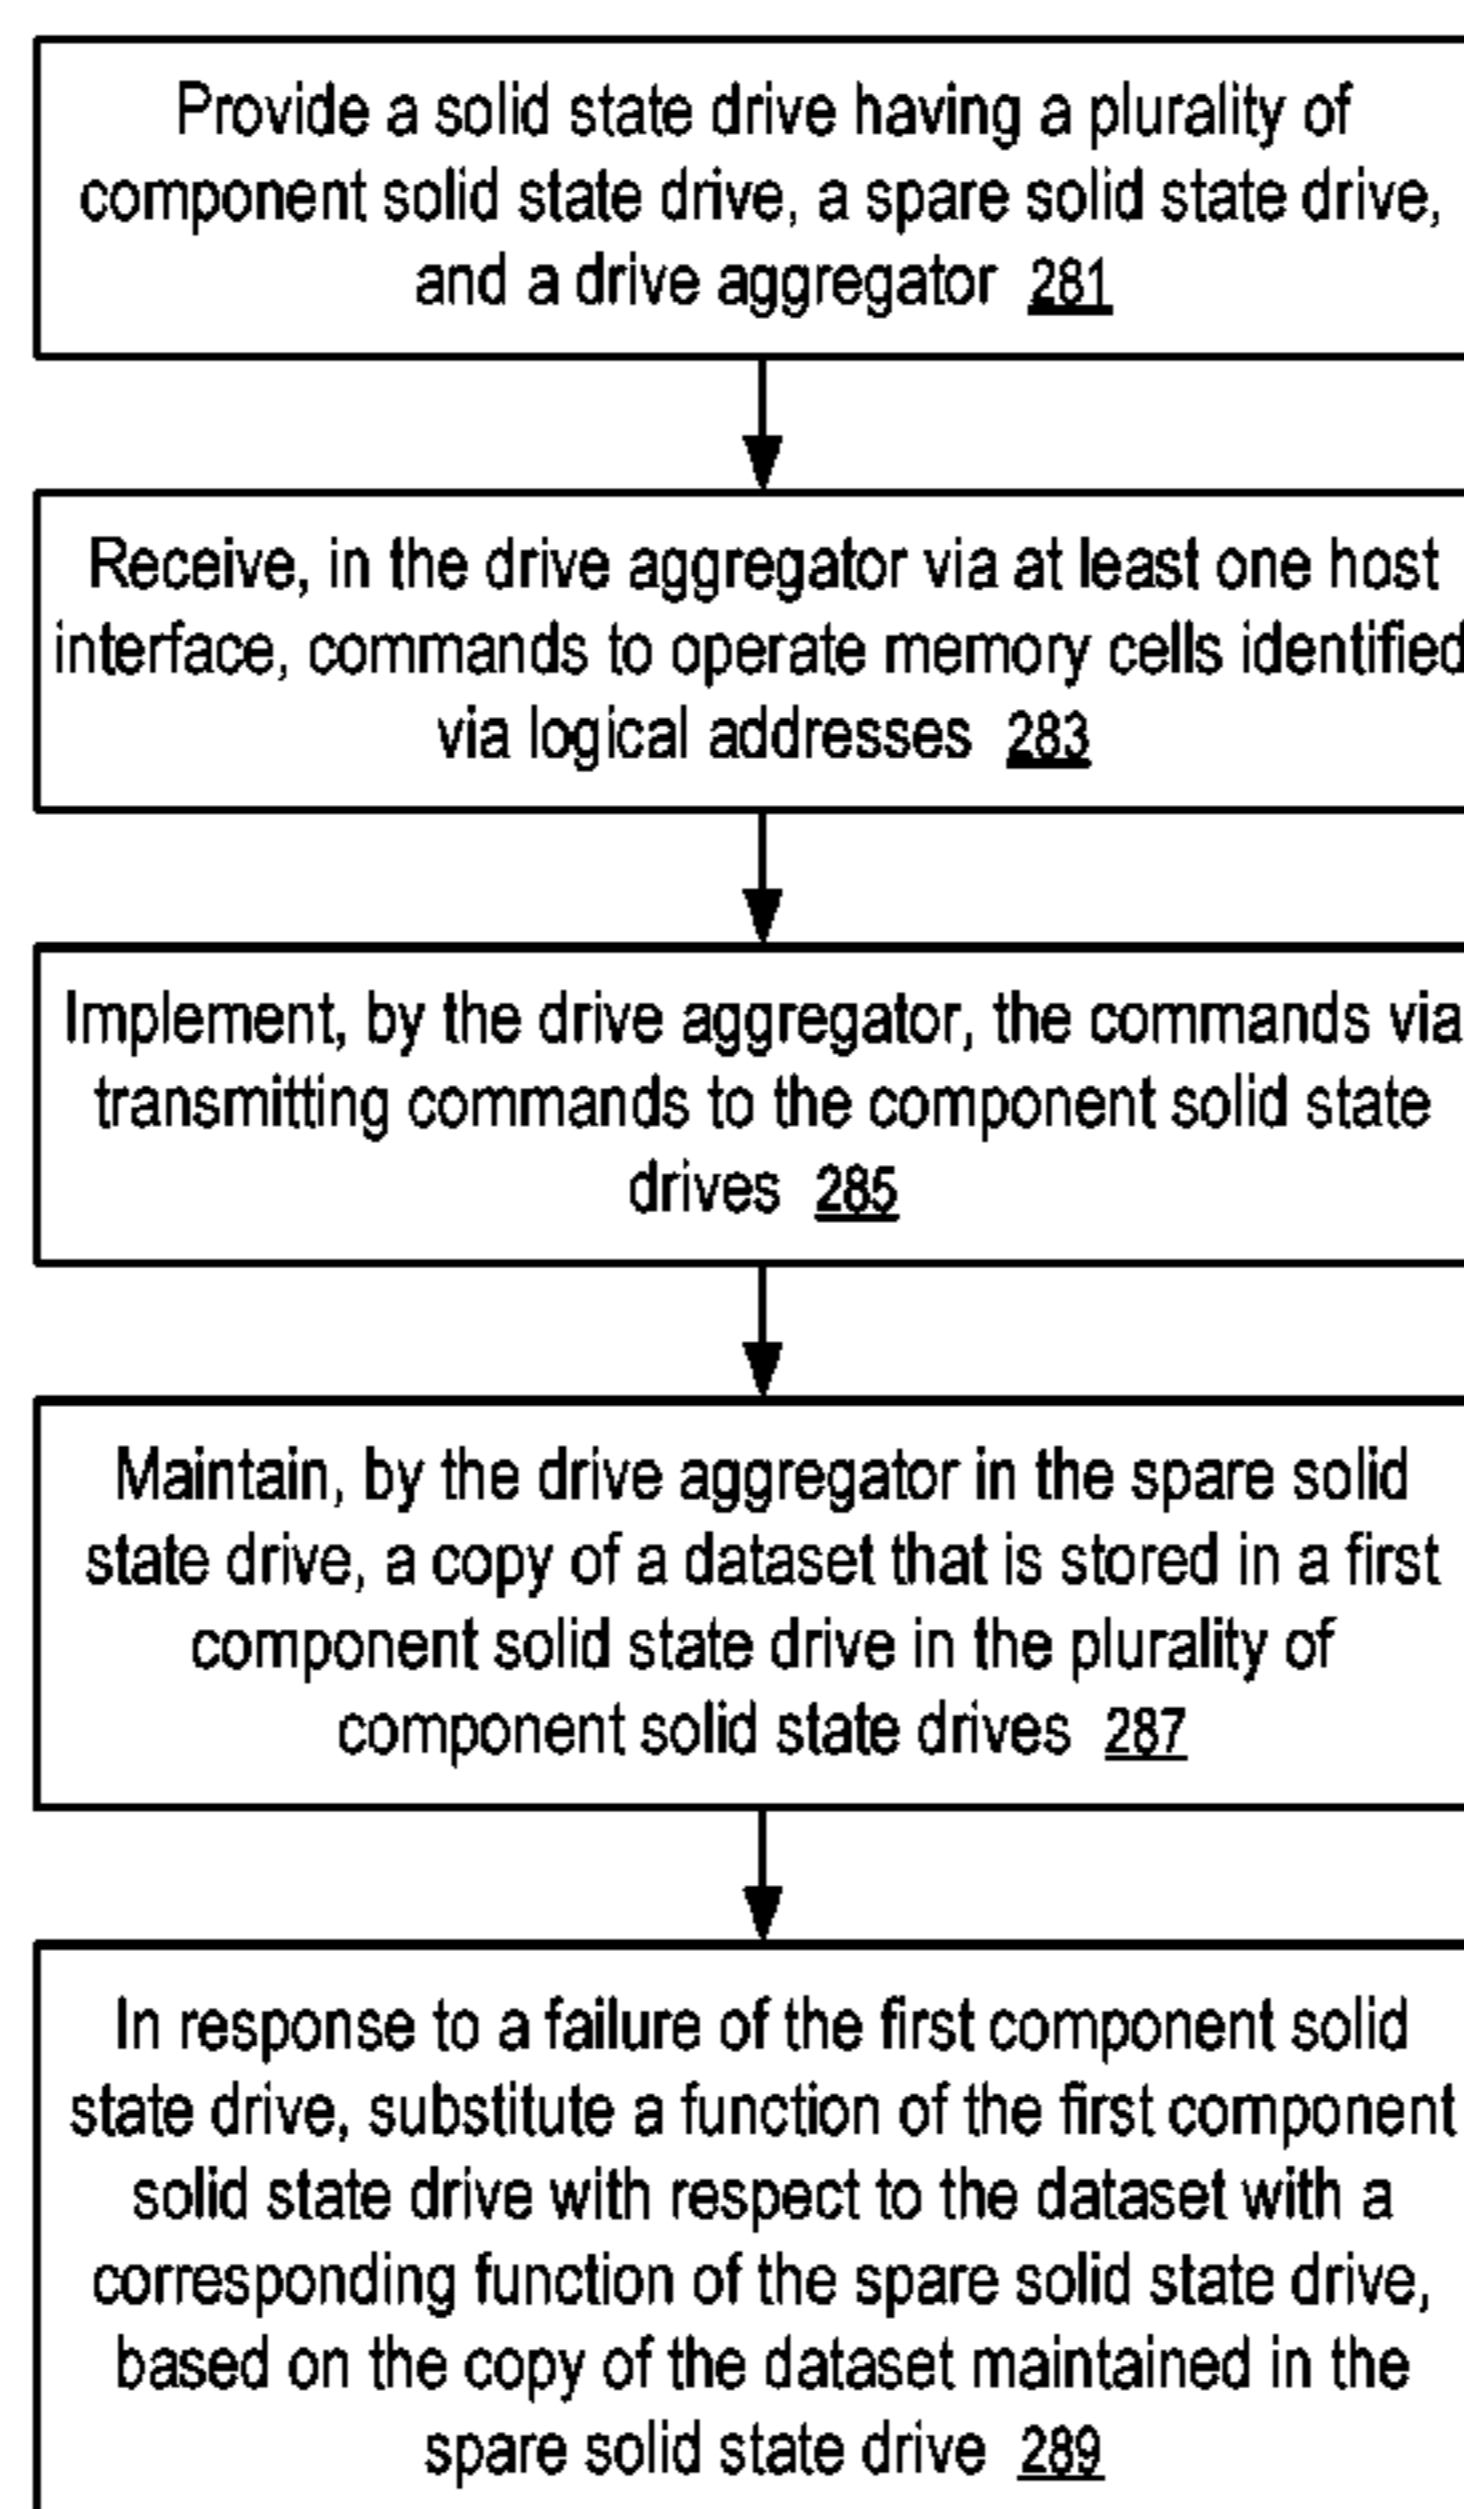 Provide a solid state drive having a plurality of
component solid state drive, a spare solid state drive,
and a drive aggregator 281
Receive, in the drive aggregator via at least one host
interface, commands to operate memory cells identified
via logical addresses 283
Implement, by the drive aggregator, the commands via
transmitting commands to the component solid state
drives 285
Maintain, by the drive aggregator in the spare solid
state drive, a copy of a dataset that is stored in a first
component solid state drive in the plurality of
component solid state drives 287
In response to a failure of the first component solid
state drive, substitute a function of the first component
solid state drive with respect to the dataset with a
corresponding function of the spare solid state drive,
based on the copy of the dataset maintained in the
spare solid state drive 289